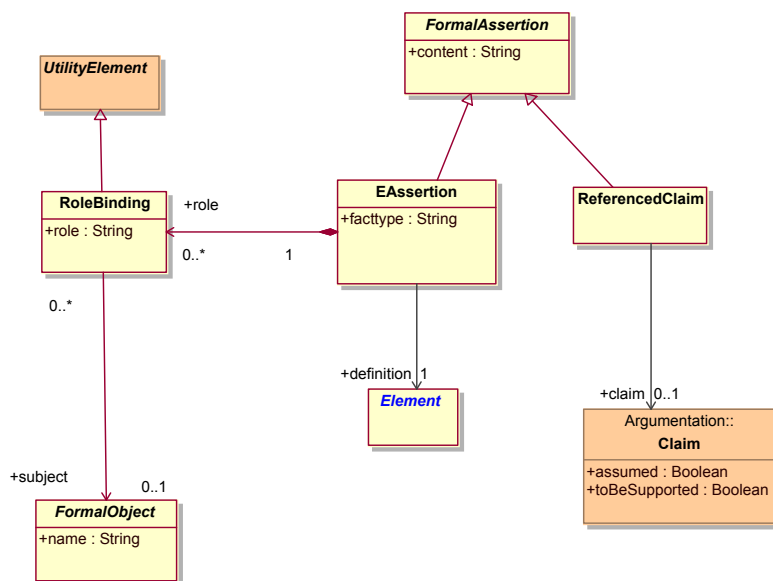 FormalAssertion
+content : String
UtilityElement
RoleBinding
+role : String
+role
0..*
1
EAssertion
+facttype : String
ReferencedClaim
0..*
+definition
1
Element
+claim
0..1
Argumentation::
Claim
+assumed : Boolean
+toBeSupported : Boolean
+subject
0..1
FormalObject
+name : String